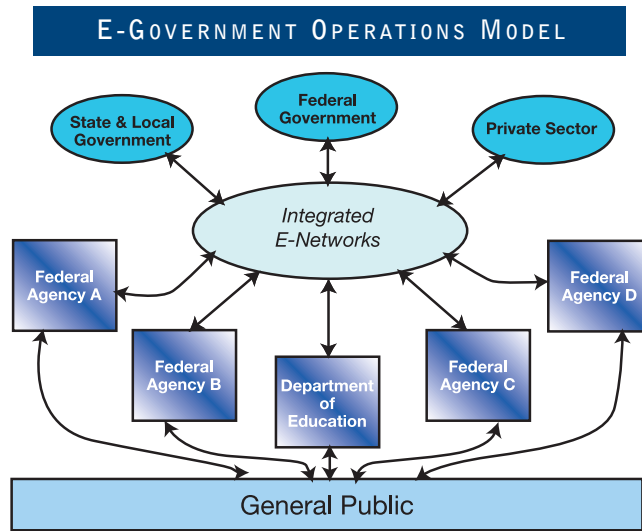 E-GOVERNMENT OPERATIONS MODEL
State & Local
Government
Federal
Government
Private Sector
Integrated
E-Networks
Federal
Agency A
Federal
Agency B
Department
of
Education
Federal
Agency C
Federal
Agency D
General Public